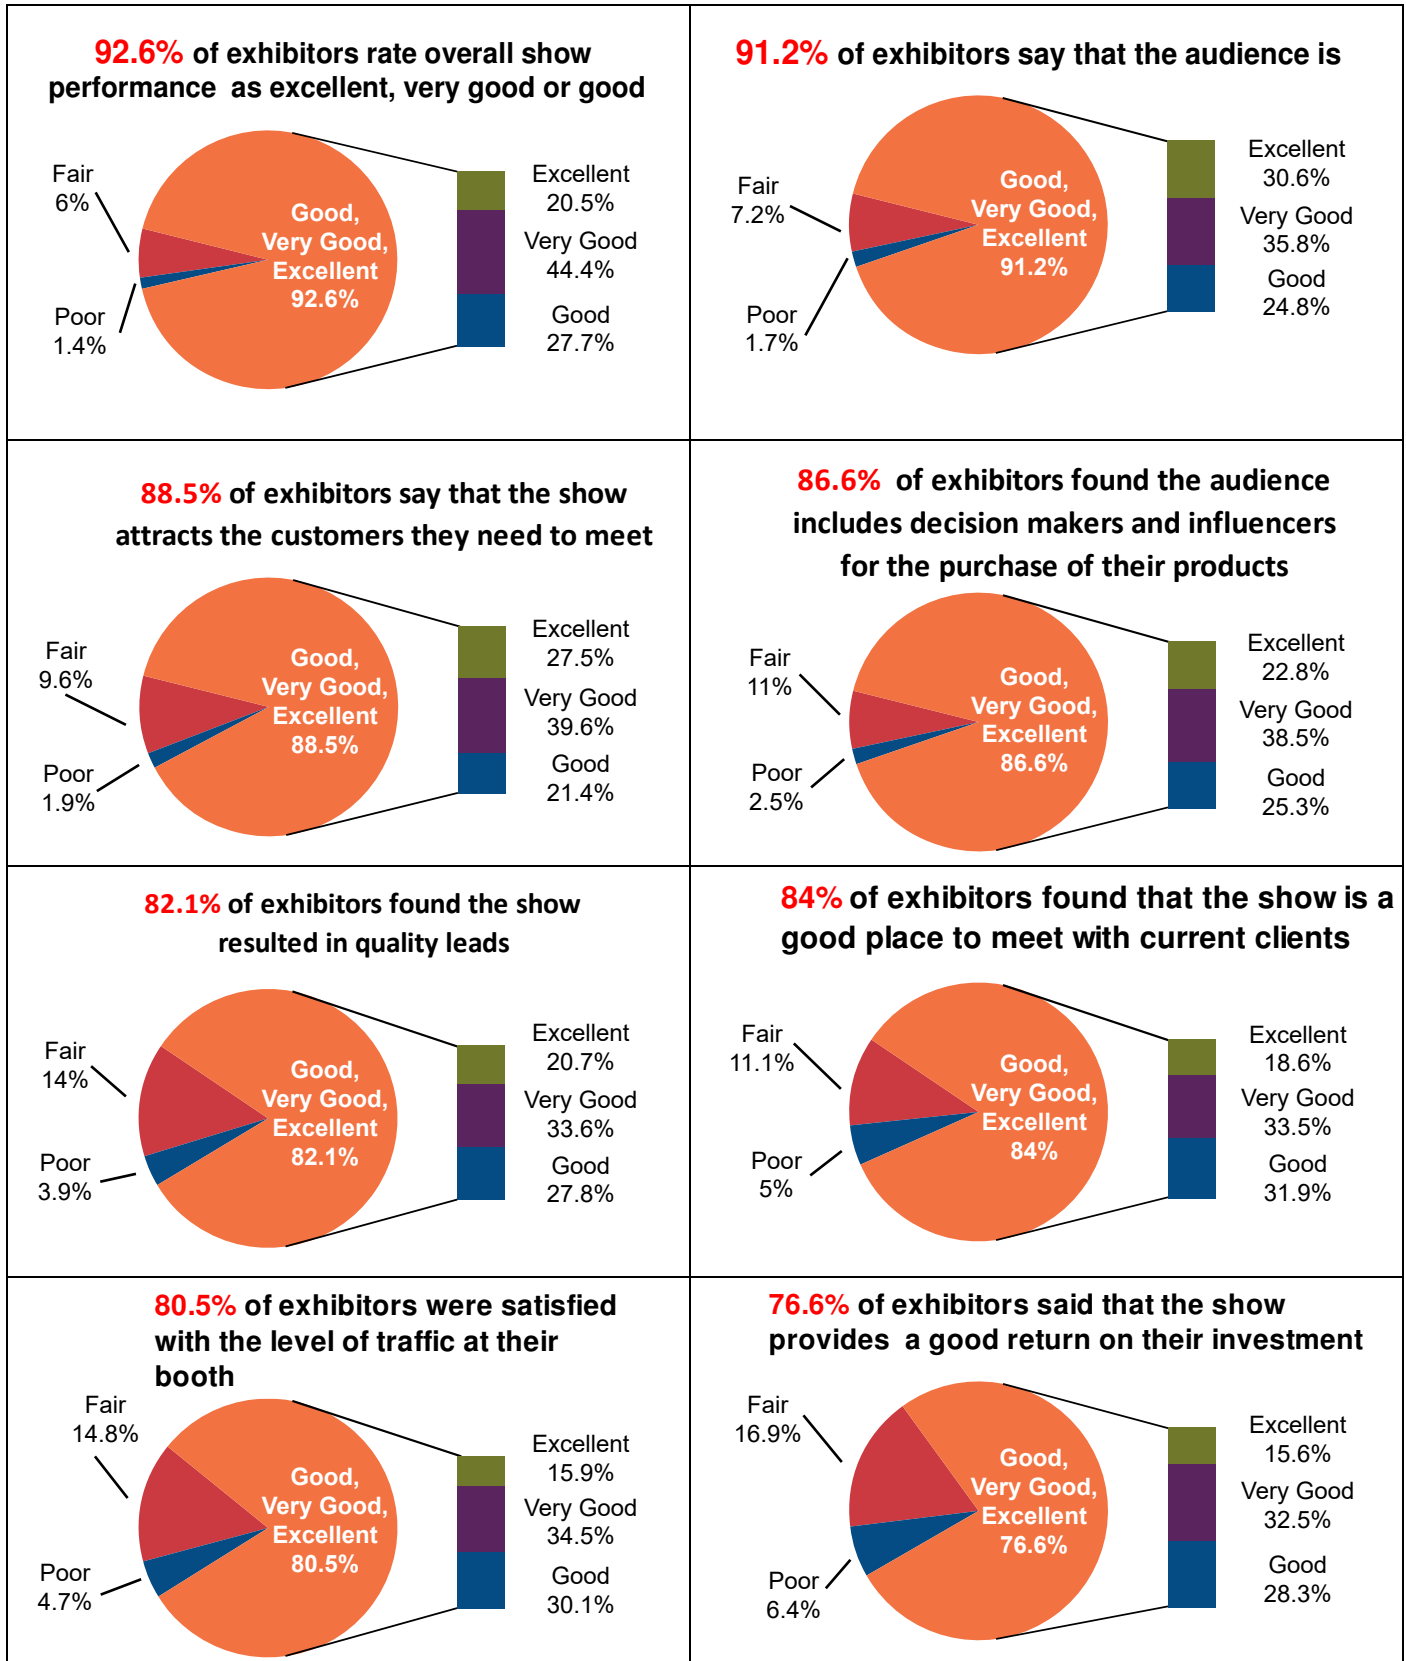 92.6% of exhibitors rate overall show
performance as excellent, very good or good
Fair
6%
Poor
1.4%
Good,
Very Good,
Excellent
92.6%
Excellent
20.5%
Very Good
44.4%
Good
27.7%
91.2% of exhibitors say that the audience is
Fair
7.2%
Poor
1.7%
Good,
Very Good,
Excellent
91.2%
Excellent
30.6%
Very Good
35.8%
Good
24.8%
88.5% of exhibitors say that the show
attracts the customers they need to meet
Fair
9.6%
Poor
1.9%
Good,
Very Good,
Excellent
88.5%
Excellent
27.5%
Very Good
39.6%
Good
21.4%
86.6% of exhibitors found the audience
includes decision makers and influencers
for the purchase of their products
Fair
11%
Poor
2.5%
Good,
Very Good,
Excellent
86.6%
Excellent
22.8%
Very Good
38.5%
Good
25.3%
82.1% of exhibitors found the show
resulted in quality leads
Fair
14%
Poor
3.9%
Good,
Very Good,
Excellent
82.1%
Excellent
20.7%
Very Good
33.6%
Good
27.8%
84% of exhibitors found that the show is a
good place to meet with current clients
Fair
11.1%
Poor
5%
Good,
Very Good,
Excellent
84%
Excellent
18.6%
Very Good
33.5%
Good
31.9%
80.5% of exhibitors were satisfied
with the level of traffic at their
booth
Fair
14.8%
Poor
4.7%
Good,
Very Good,
Excellent
80.5%
Excellent
15.9%
Very Good
34.5%
Good
30.1%
76.6% of exhibitors said that the show
provides a good return on their investment
Fair
16.9%
Poor
6.4%
Good,
Very Good,
Excellent
76.6%
Excellent
15.6%
Very Good
32.5%
Good
28.3%